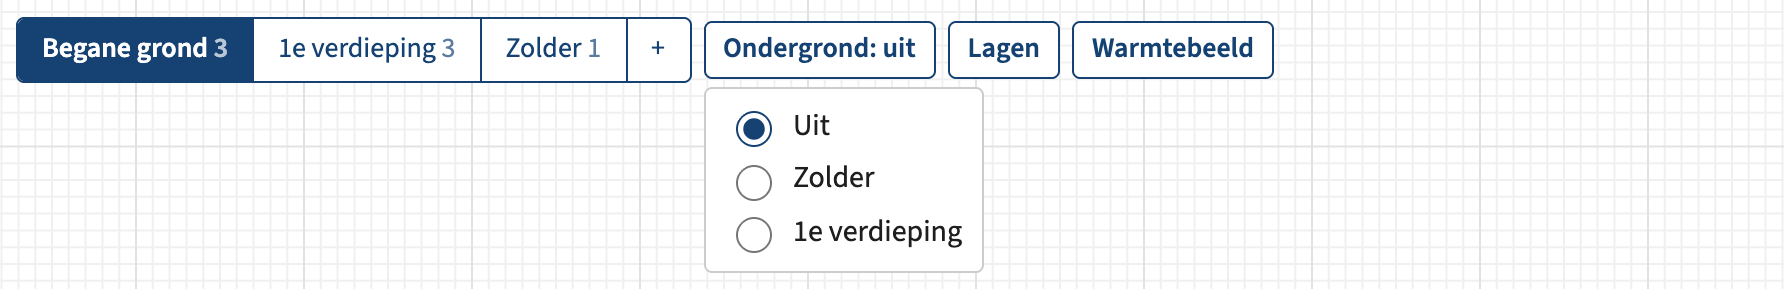 Begane grond 3 1e verdieping 3 Zolder 1 + Ondergrond: uit Lagen Warmtebeeld
Uit
Zolder
1e verdieping